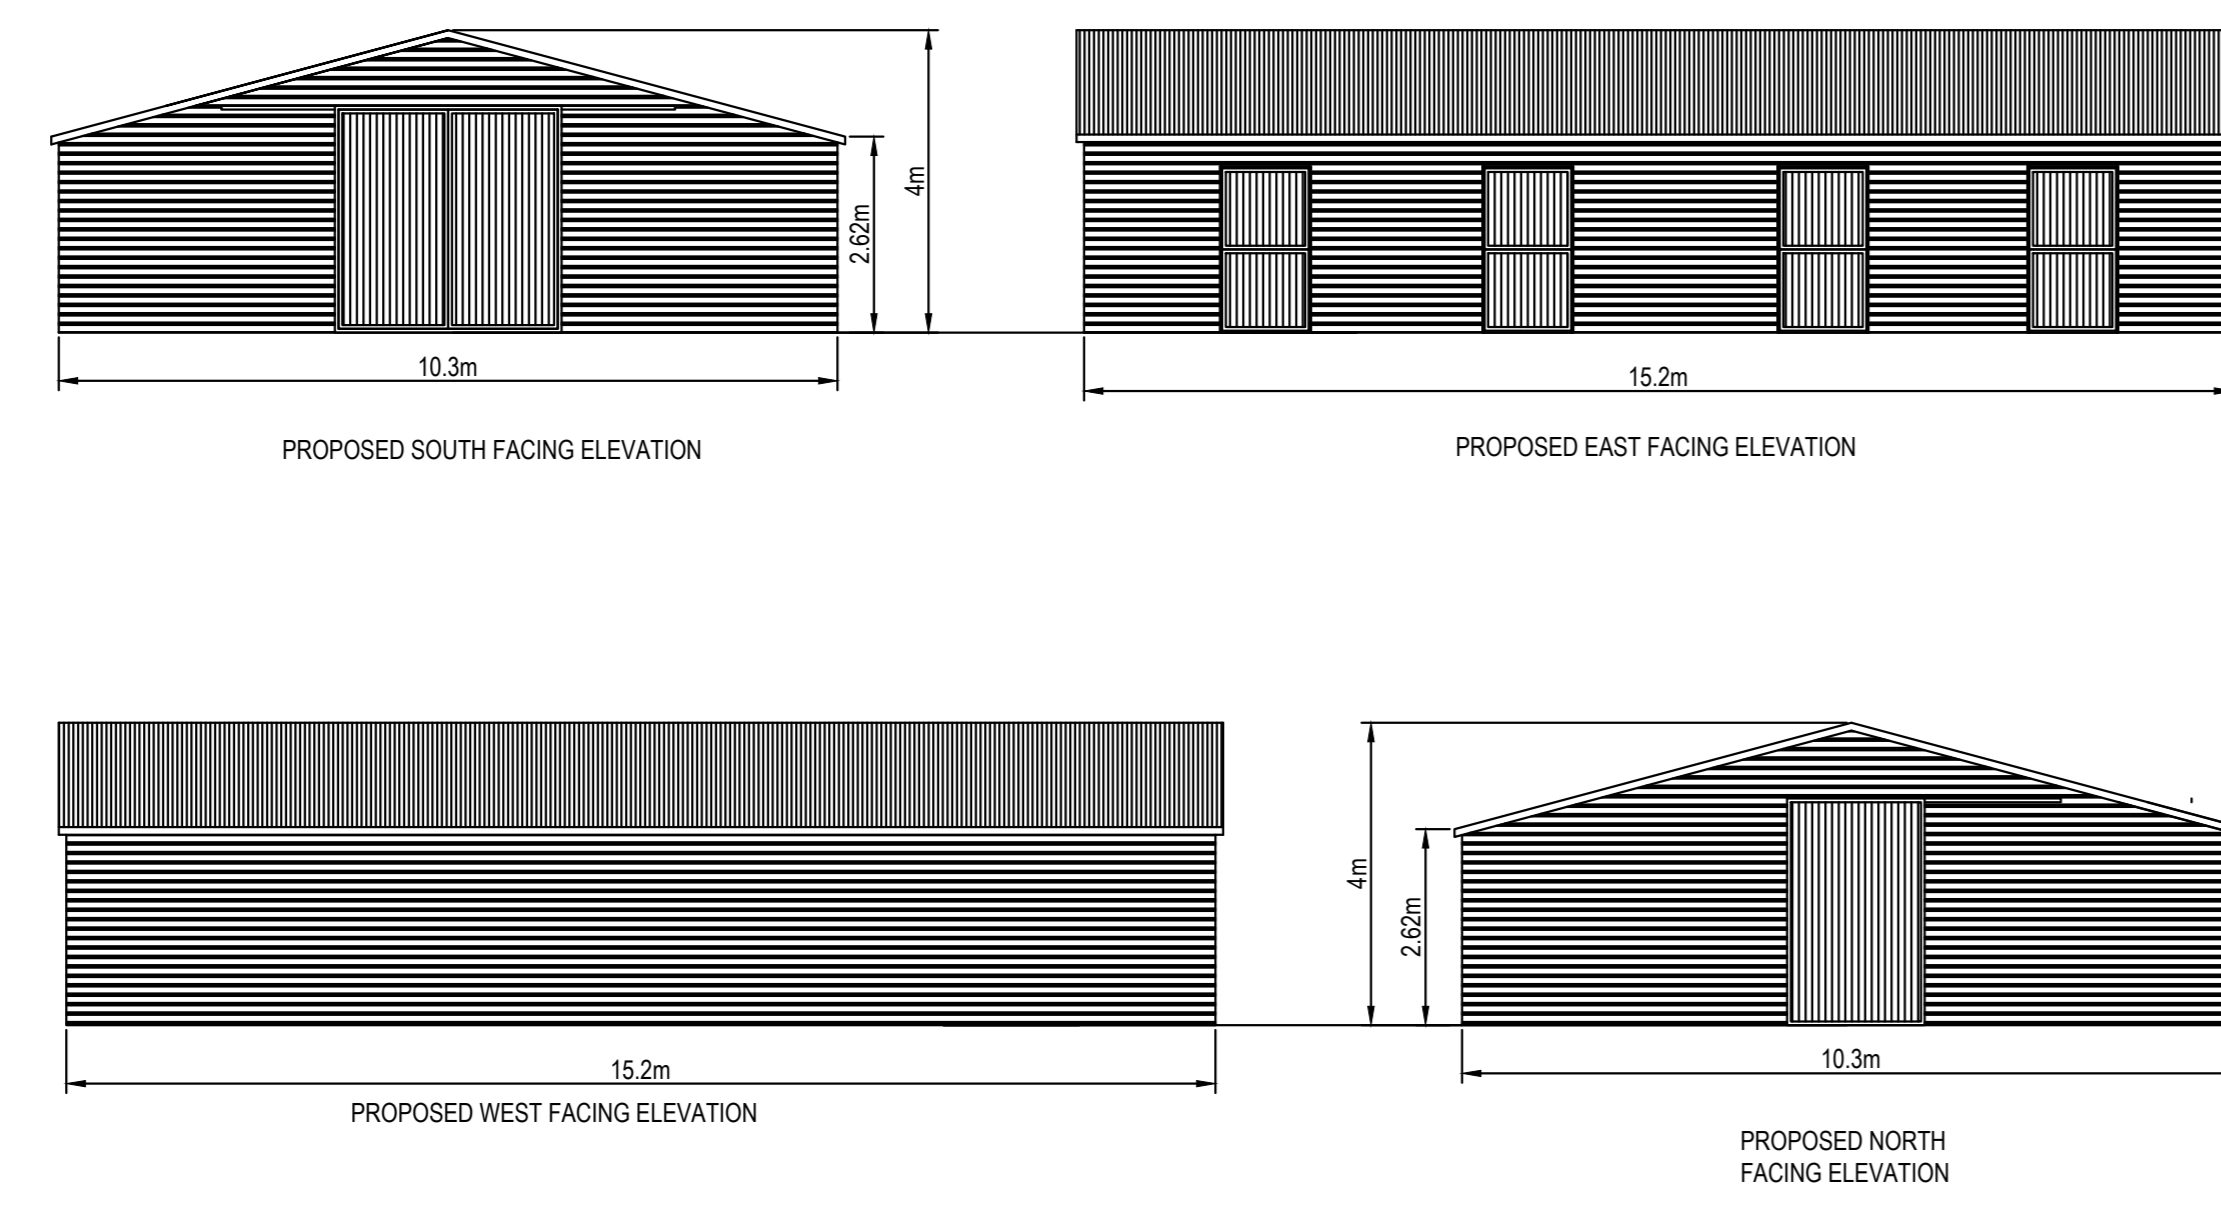 4m
2.62m
10.3m
15.2m
PROPOSED SOUTH FACING ELEVATION
PROPOSED EAST FACING ELEVATION
4m
2.62m
15.2m
10.3m
PROPOSED WEST FACING ELEVATION
PROPOSED NORTH
FACING ELEVATION